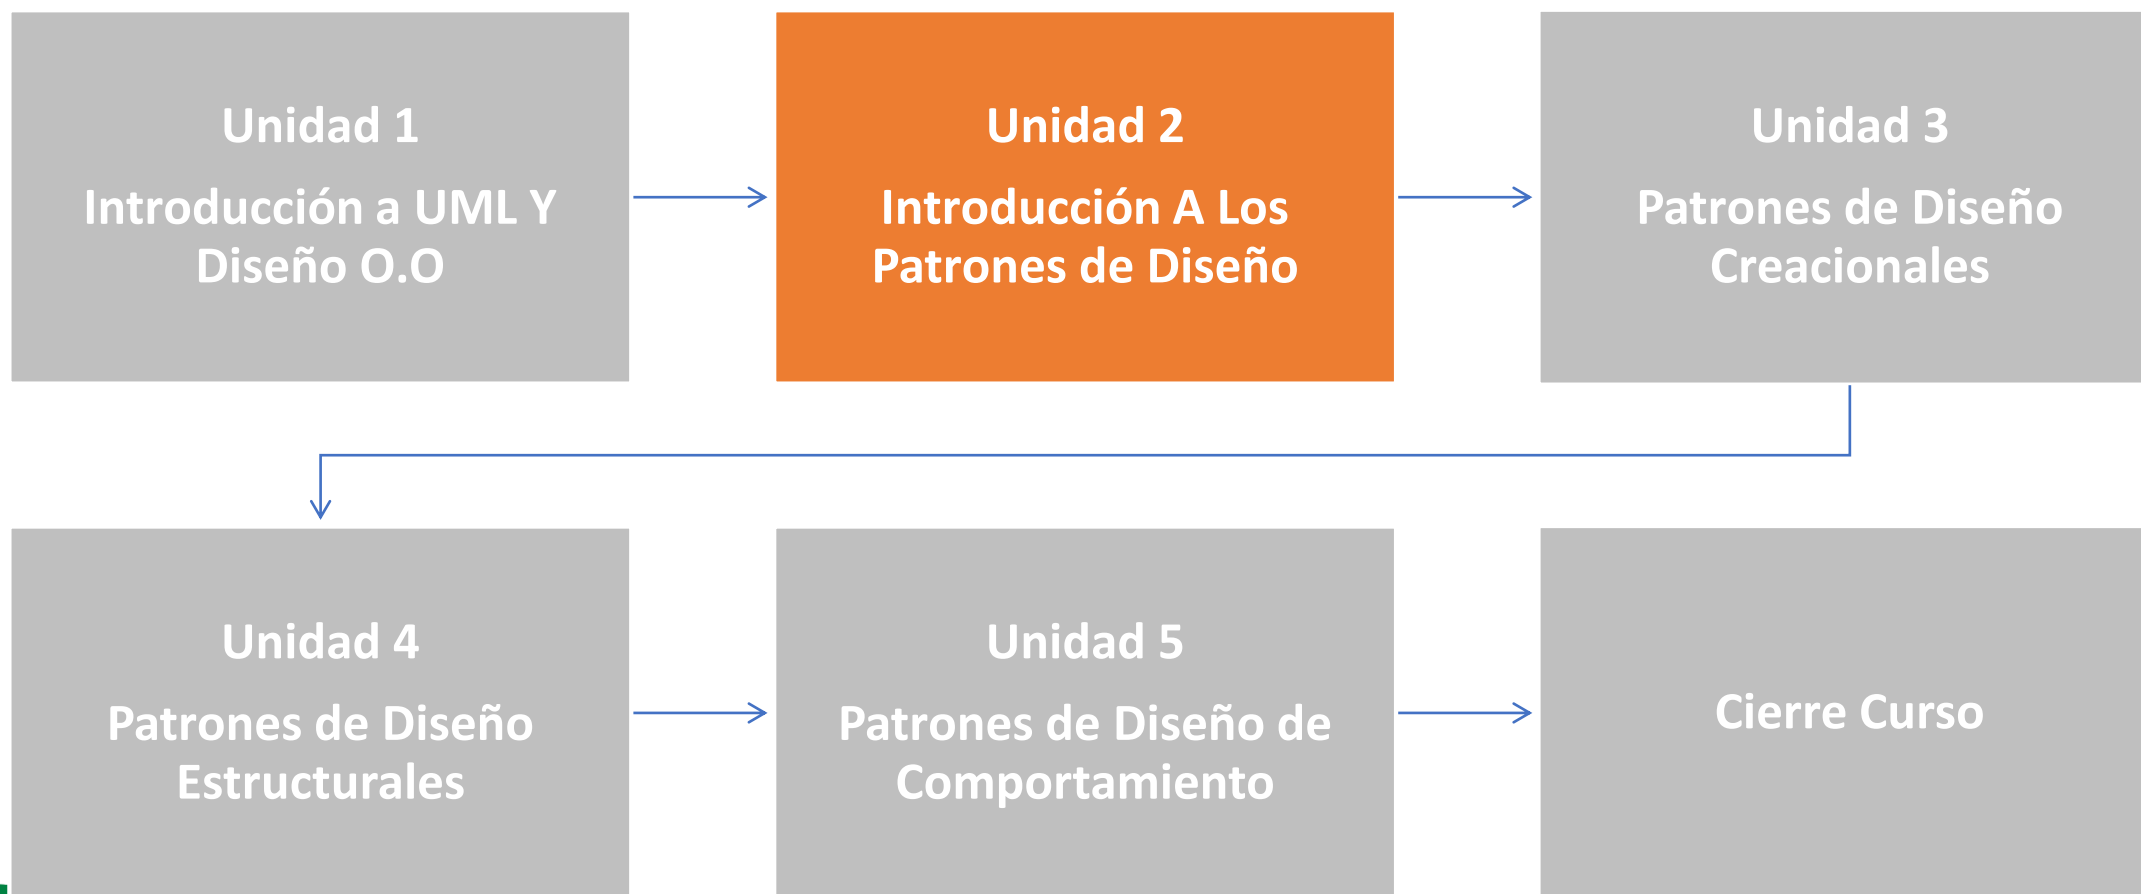 Unidad 1
Introducción a UML Y
Diseño O.O
Unidad 2
Introducción A Los
Patrones de Diseño
Unidad 3
Patrones de Diseño
Creacionales
Unidad 4
Patrones de Diseño
Estructurales
Unidad 5
Patrones de Diseño de
Comportamiento
Cierre Curso